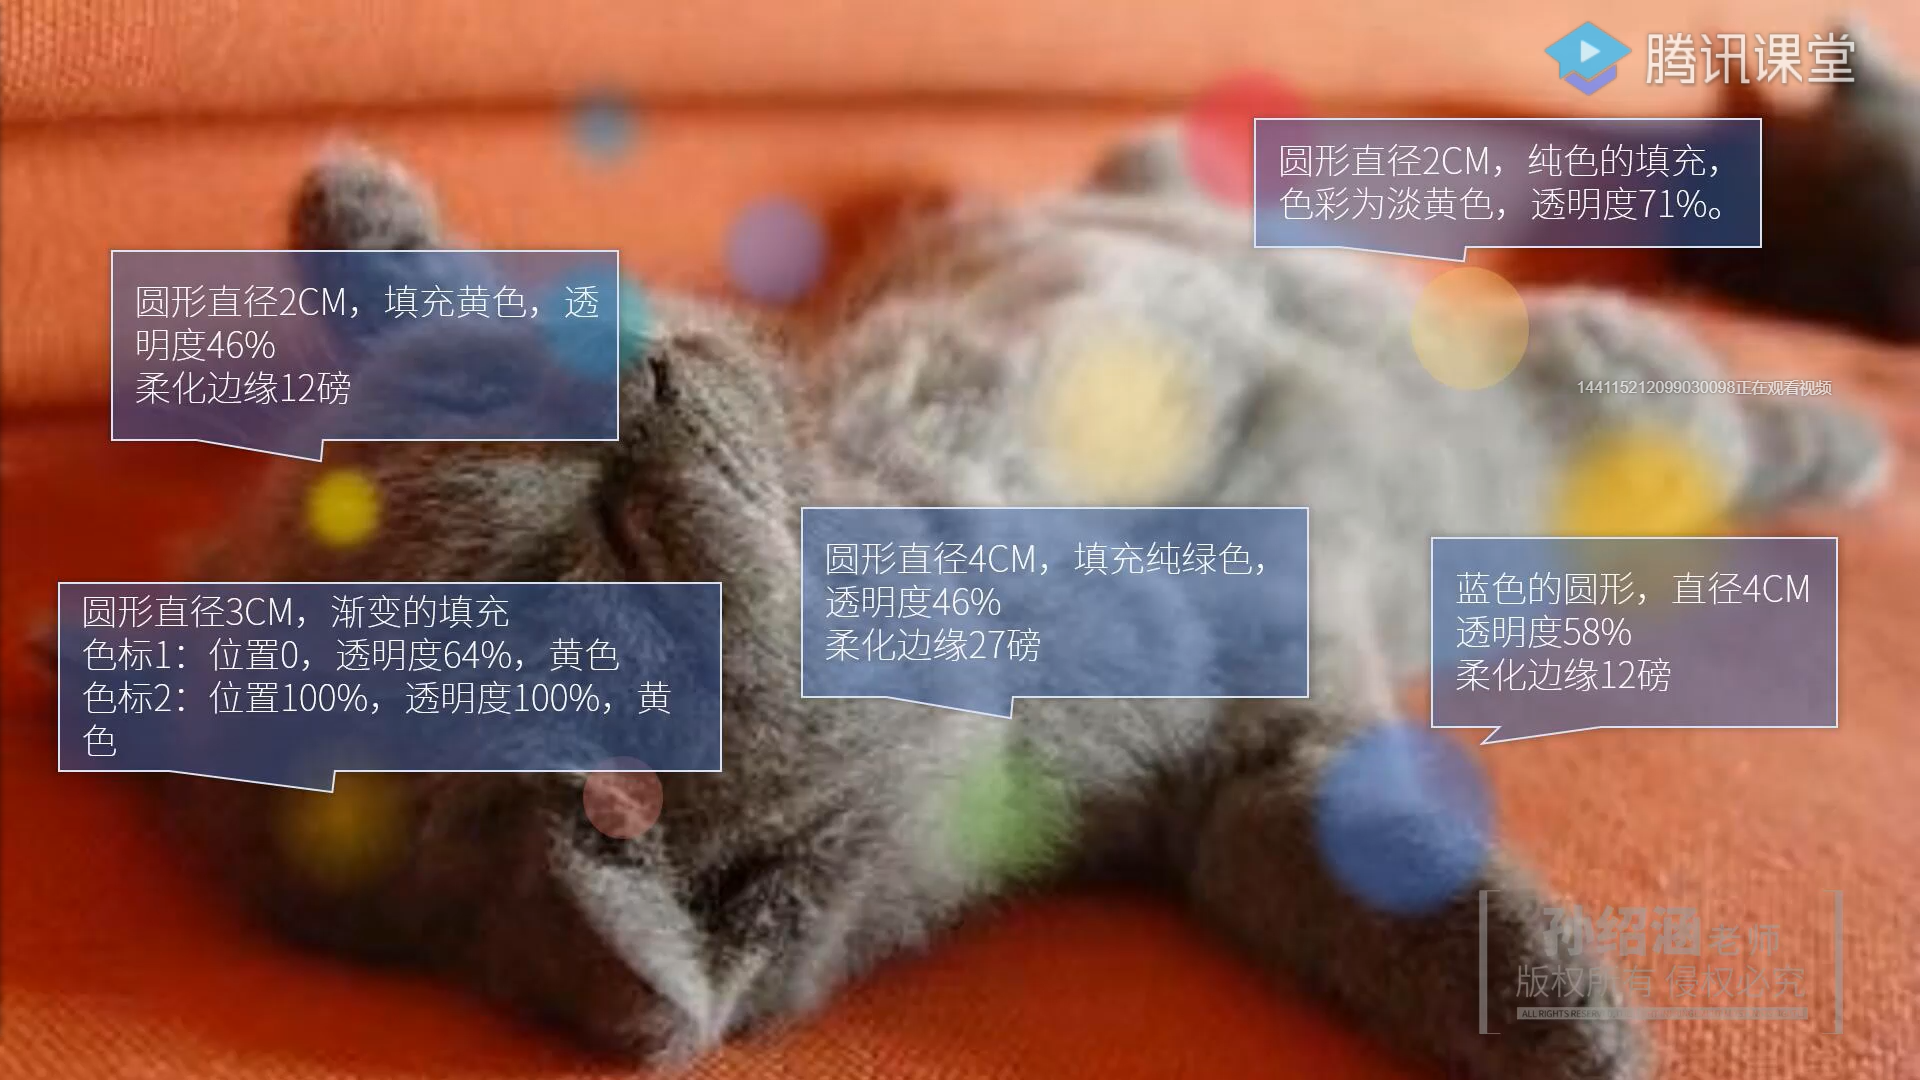 腾讯课堂
圆形直径2CM，纯色的填充，
色彩为淡黄色，透明度71%。
圆形直径2CM，填充黄色，透
明度46%
柔化边缘12磅
144115212099030098正在观看视频
圆形直径4CM，填充纯绿色，
透明度46%
柔化边缘27磅
蓝色的圆形，直径4CM
透明度58%
柔化边缘12磅
圆形直径3CM，渐变的填充
色标1：位置0，透明度64%，黄色
色标2：位置100%，透明度100%，黄
色
孙绍涵老师
版权所有 侵权必究
ALL RIGHTS RESERVED